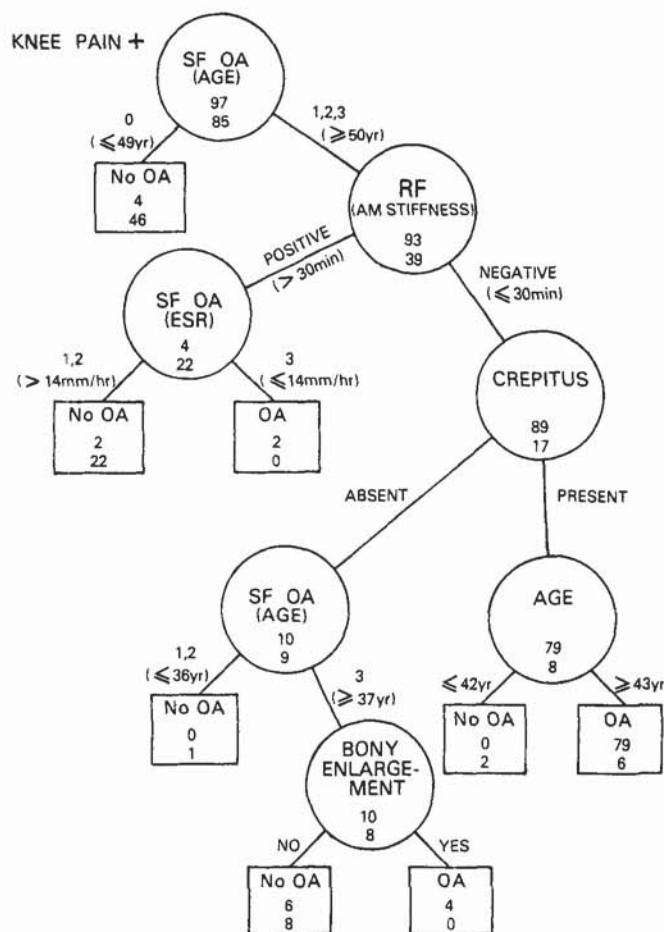 KNEE PAIN +
SF OA
(AGE)
97
85
0
(≤49yr)
1,2,3
(≥50yr)
No OA
4
46
RF
(AM STIFFNESS)
93
39
POSITIVE
(> 30min)
NEGATIVE
(≤ 30min)
SF OA
(ESR)
4
22
1,2
(> 14mm/hr)
3
(≤14mm/hr)
No OA
2
22
OA
2
0
CREPITUS
89
17
ABSENT
PRESENT
SF OA
(AGE)
10
9
1,2
(≤36yr)
3
(≥ 37yr)
No OA
0
1
BONY
ENLARGE-
MENT
10
8
NO
YES
No OA
6
8
OA
4
0
AGE
79
8
≤42yr
≥43yr
No OA
0
2
OA
79
6